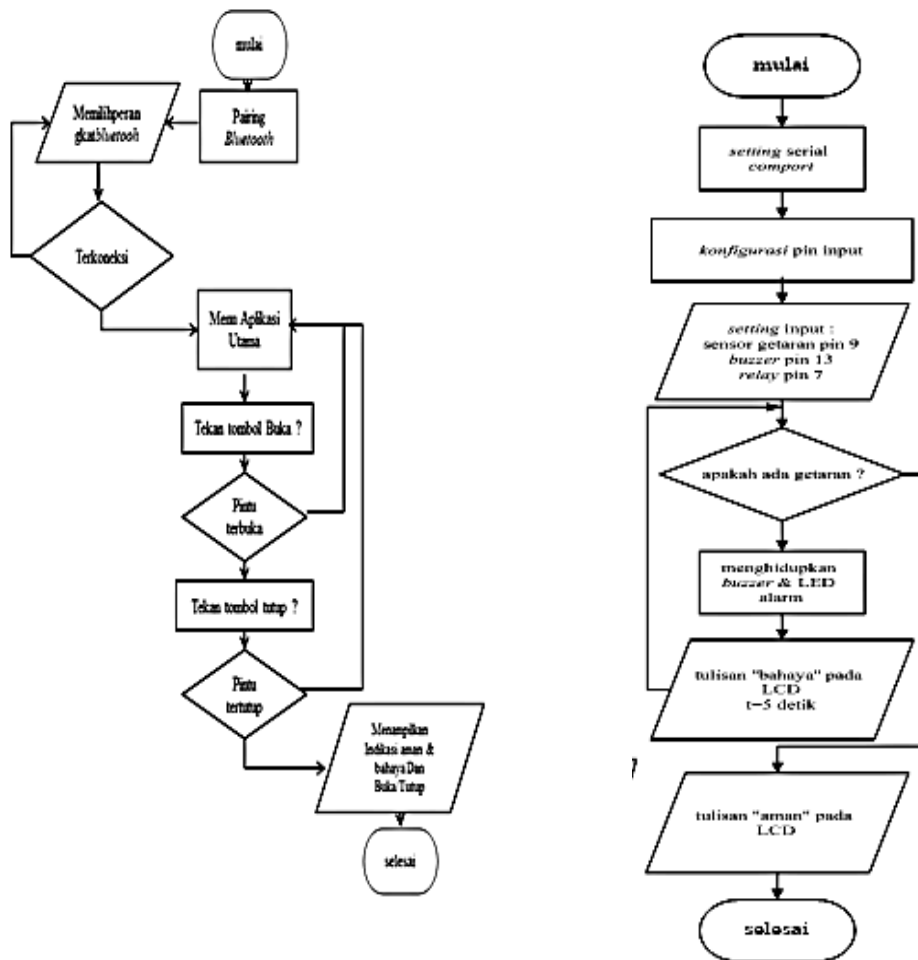 mulai
Pairing
Bluetooth
Memilihperan
gkatbluetooh
Terkoneksi
Menu Aplikasi
Utama
Tekan tombol Buka ?
Pintu
terbuka
Tekan tombol tutup ?
Pintu
tertutup
Menampilkan
Indikasi aman &
bahaya Dan
Buka Tutup
selesai
mulai
setting serial
comport
konfigurasi pin input
setting input :
sensor getaran pin 9
buzzer pin 13
relay pin 7
apakah ada getaran ?
menghidupkan
buzzer & LED
alarm
tulisan "bahaya" pada
LCD
t=5 detik
tulisan "aman" pada
LCD
selesai